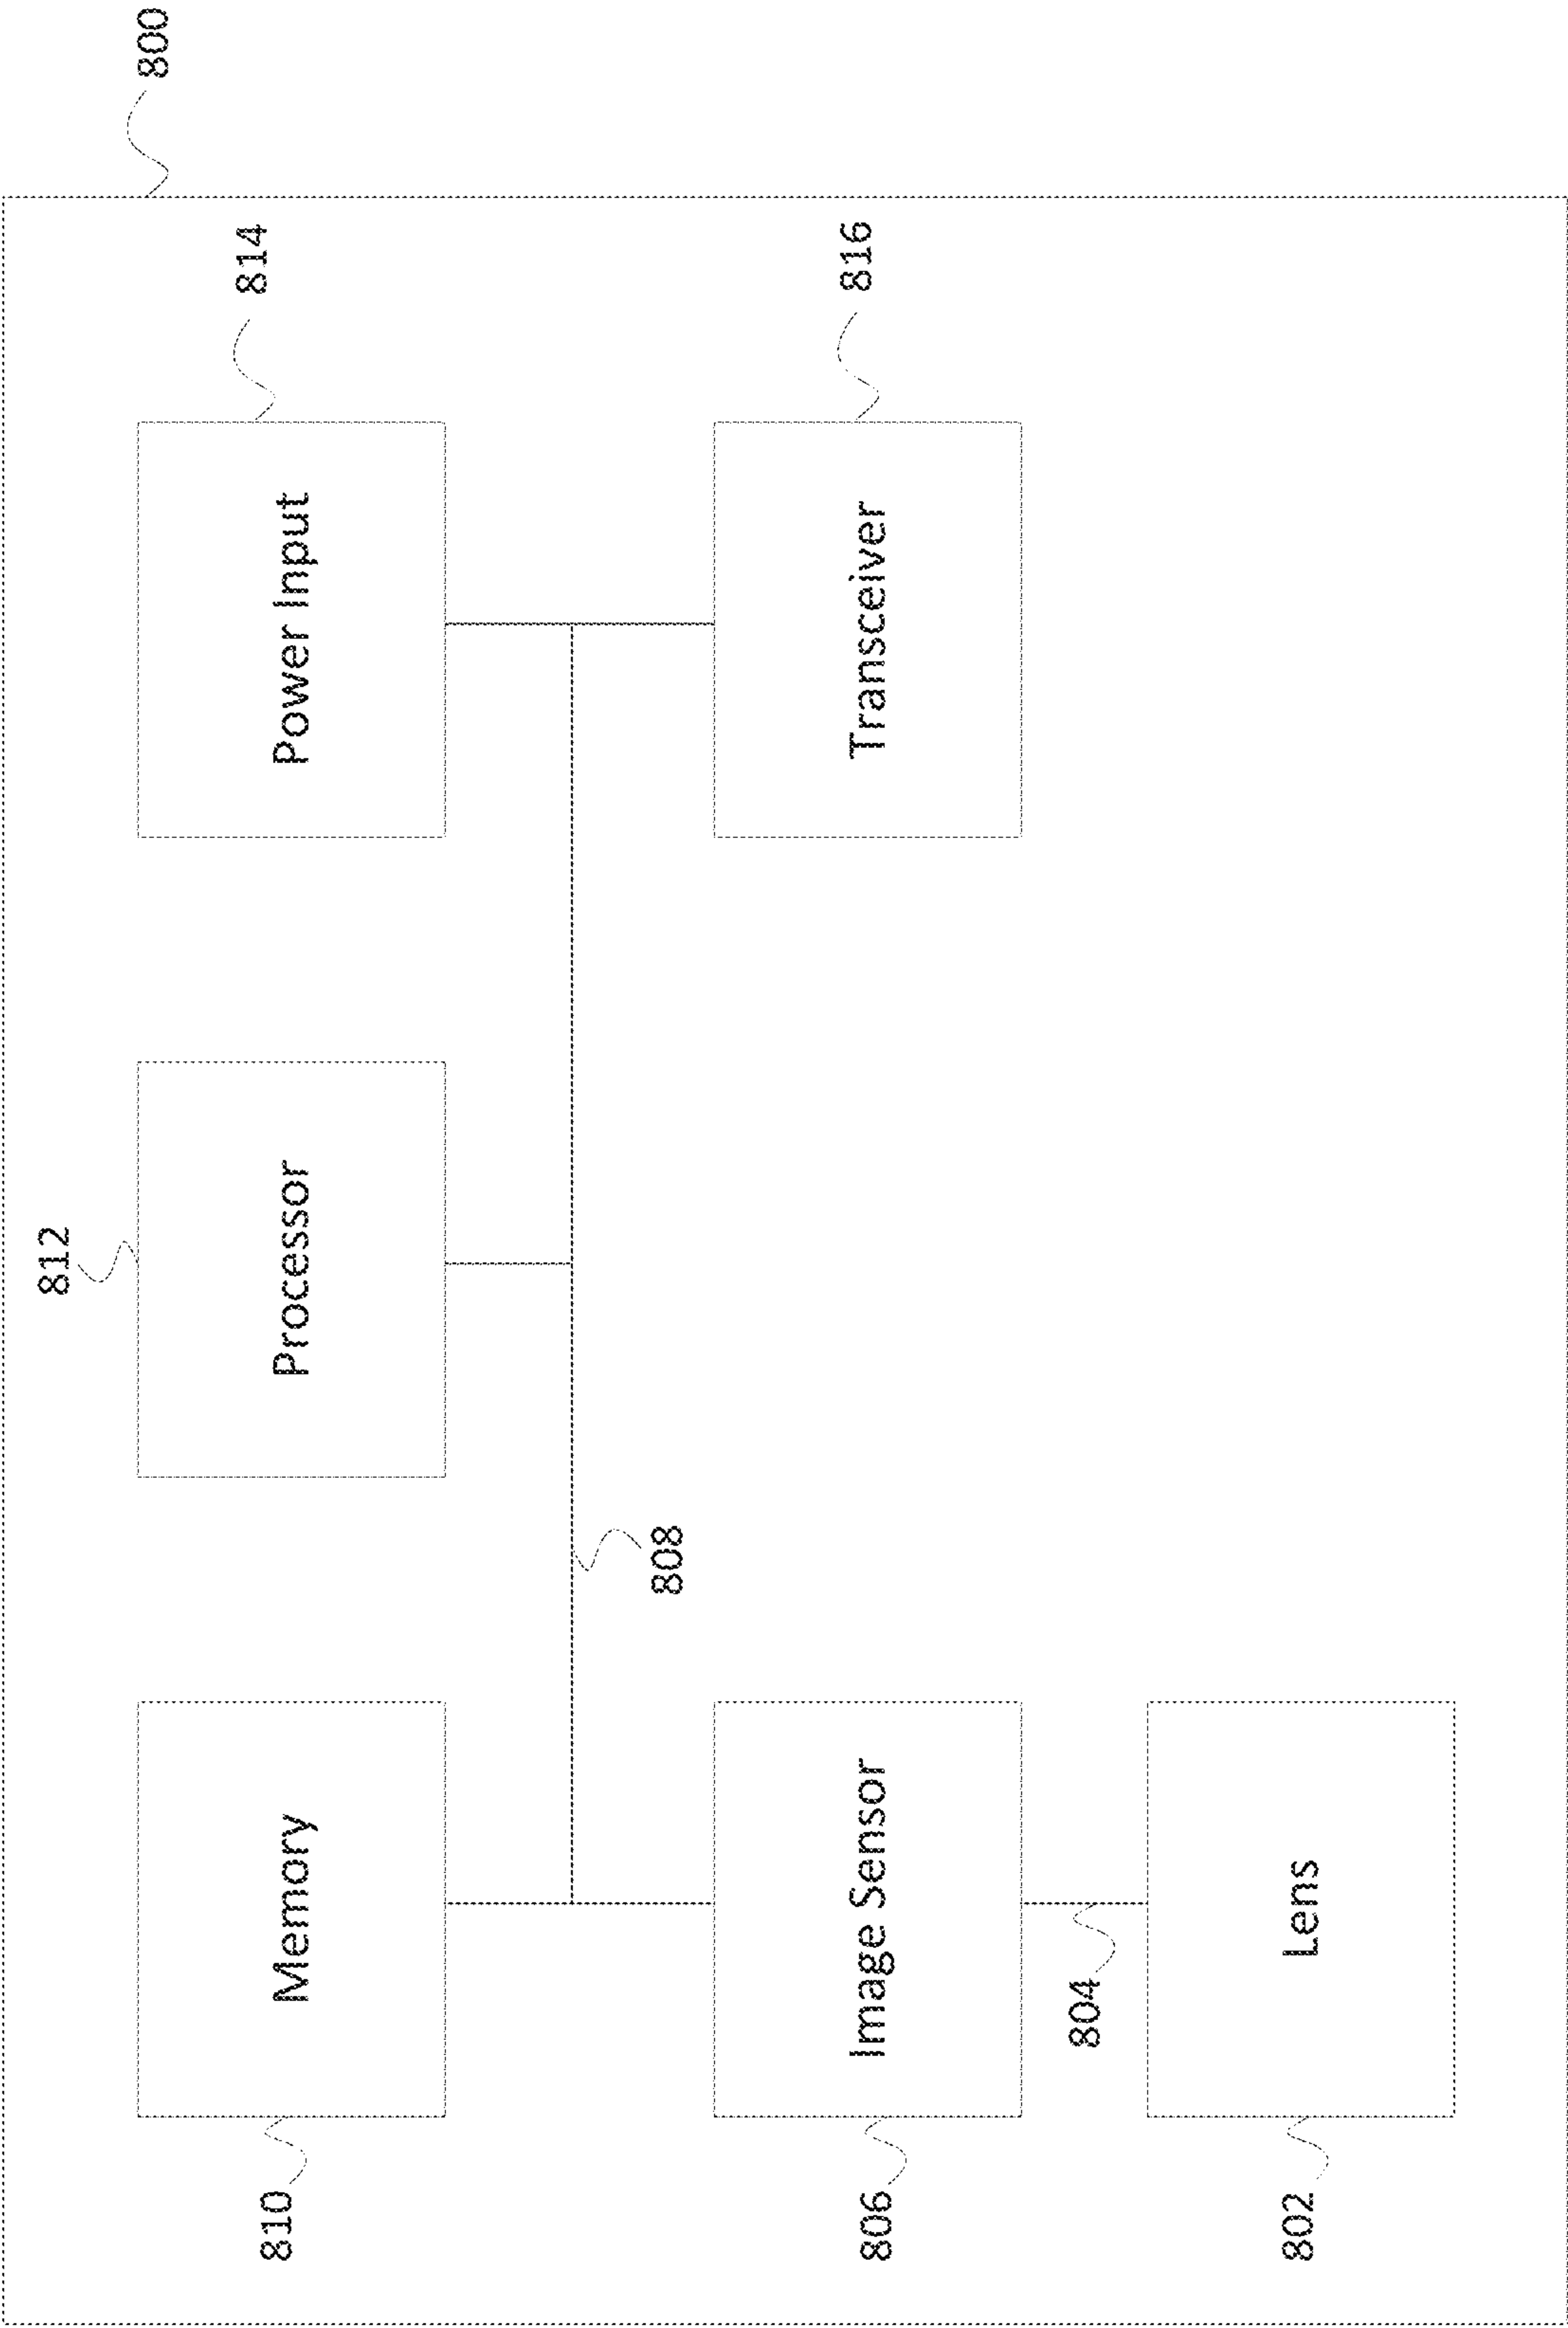 812
800
810
Memory
Processor
Power Input
814
808
806
Image Sensor
Transceiver
816
804
802
Lens